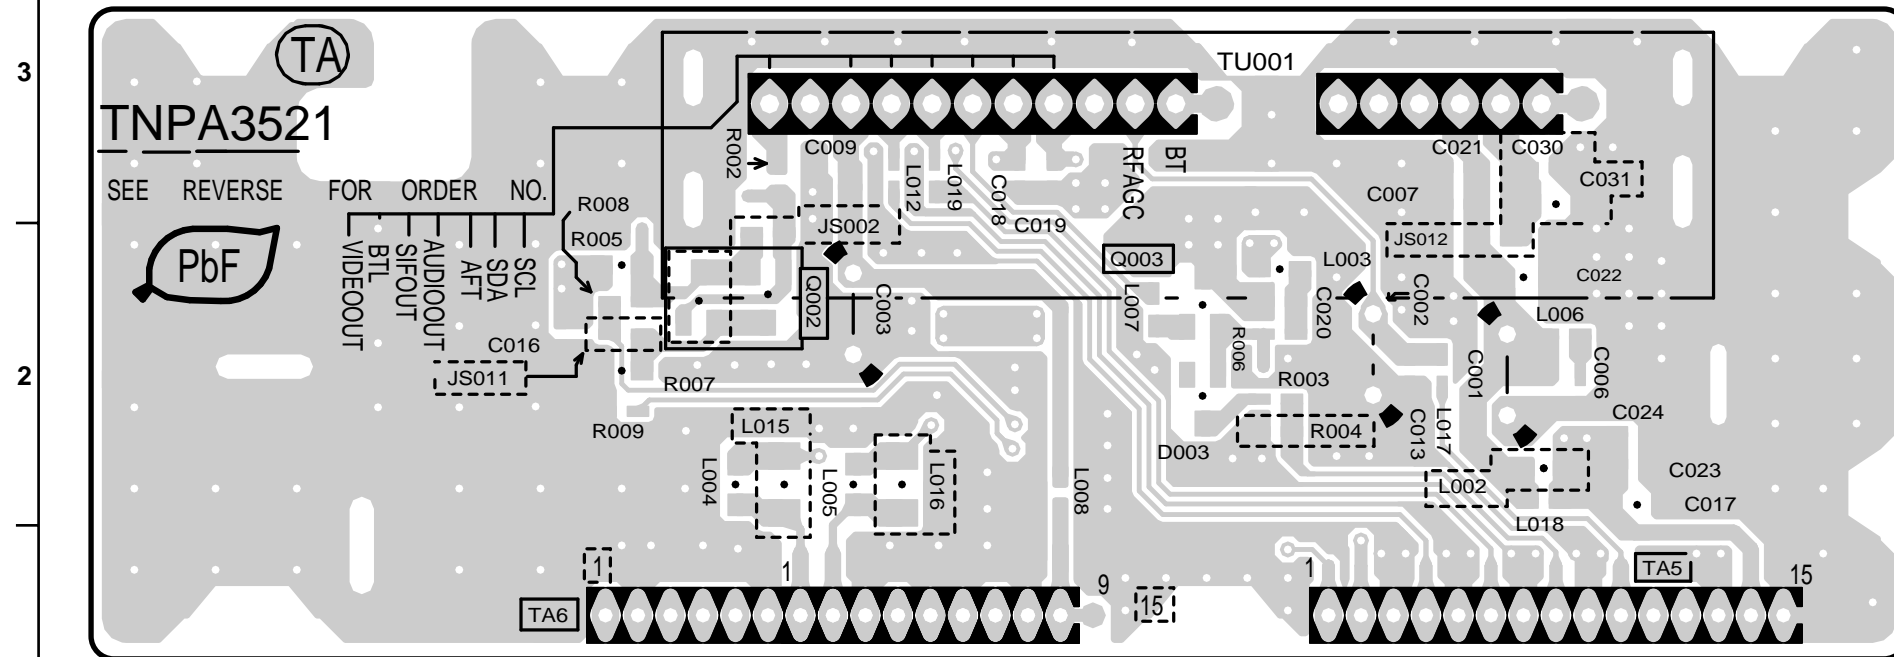 3
TA
TU001
TNPA3521
R002
C009
L012
L019
C018
C019
RFAGC
BT
C021
C030
C031
C007
SEE REVERSE FOR ORDER NO.
R008
R005
JS002
JS012
PbF
VIDEOOUT
BTL
SIFOUT
AUDIOOUT
AFT
SDA
SCL
Q002
C003
Q003
L007
L003
C020
C002
C022
L006
C016
JS011
R007
R006
R003
C001
C006
2
R009
L015
D003
R004
C013
L017
C024
L004
L005
L016
L008
L002
C023
C017
L018
1
1
9
15
1
TA5
15
TA6